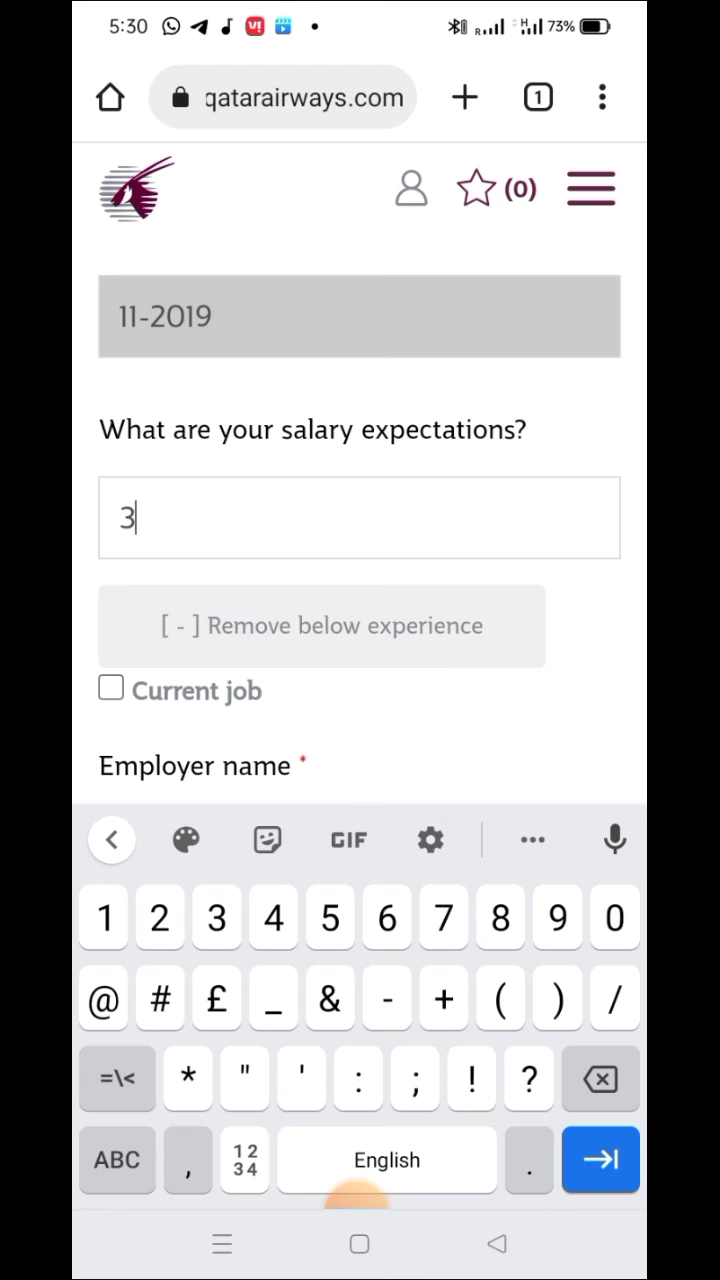 5:30 73%
qatarairways.com 1
(0)
11-2019
What are your salary expectations?
3
[ - ] Remove below experience
Current job
Employer name *
GIF
1 2 3 4 5 6 7 8 9 0
@ # £ _ & - + ( ) /
=\< * " ' : ; ! ?
ABC , 12 34 English .